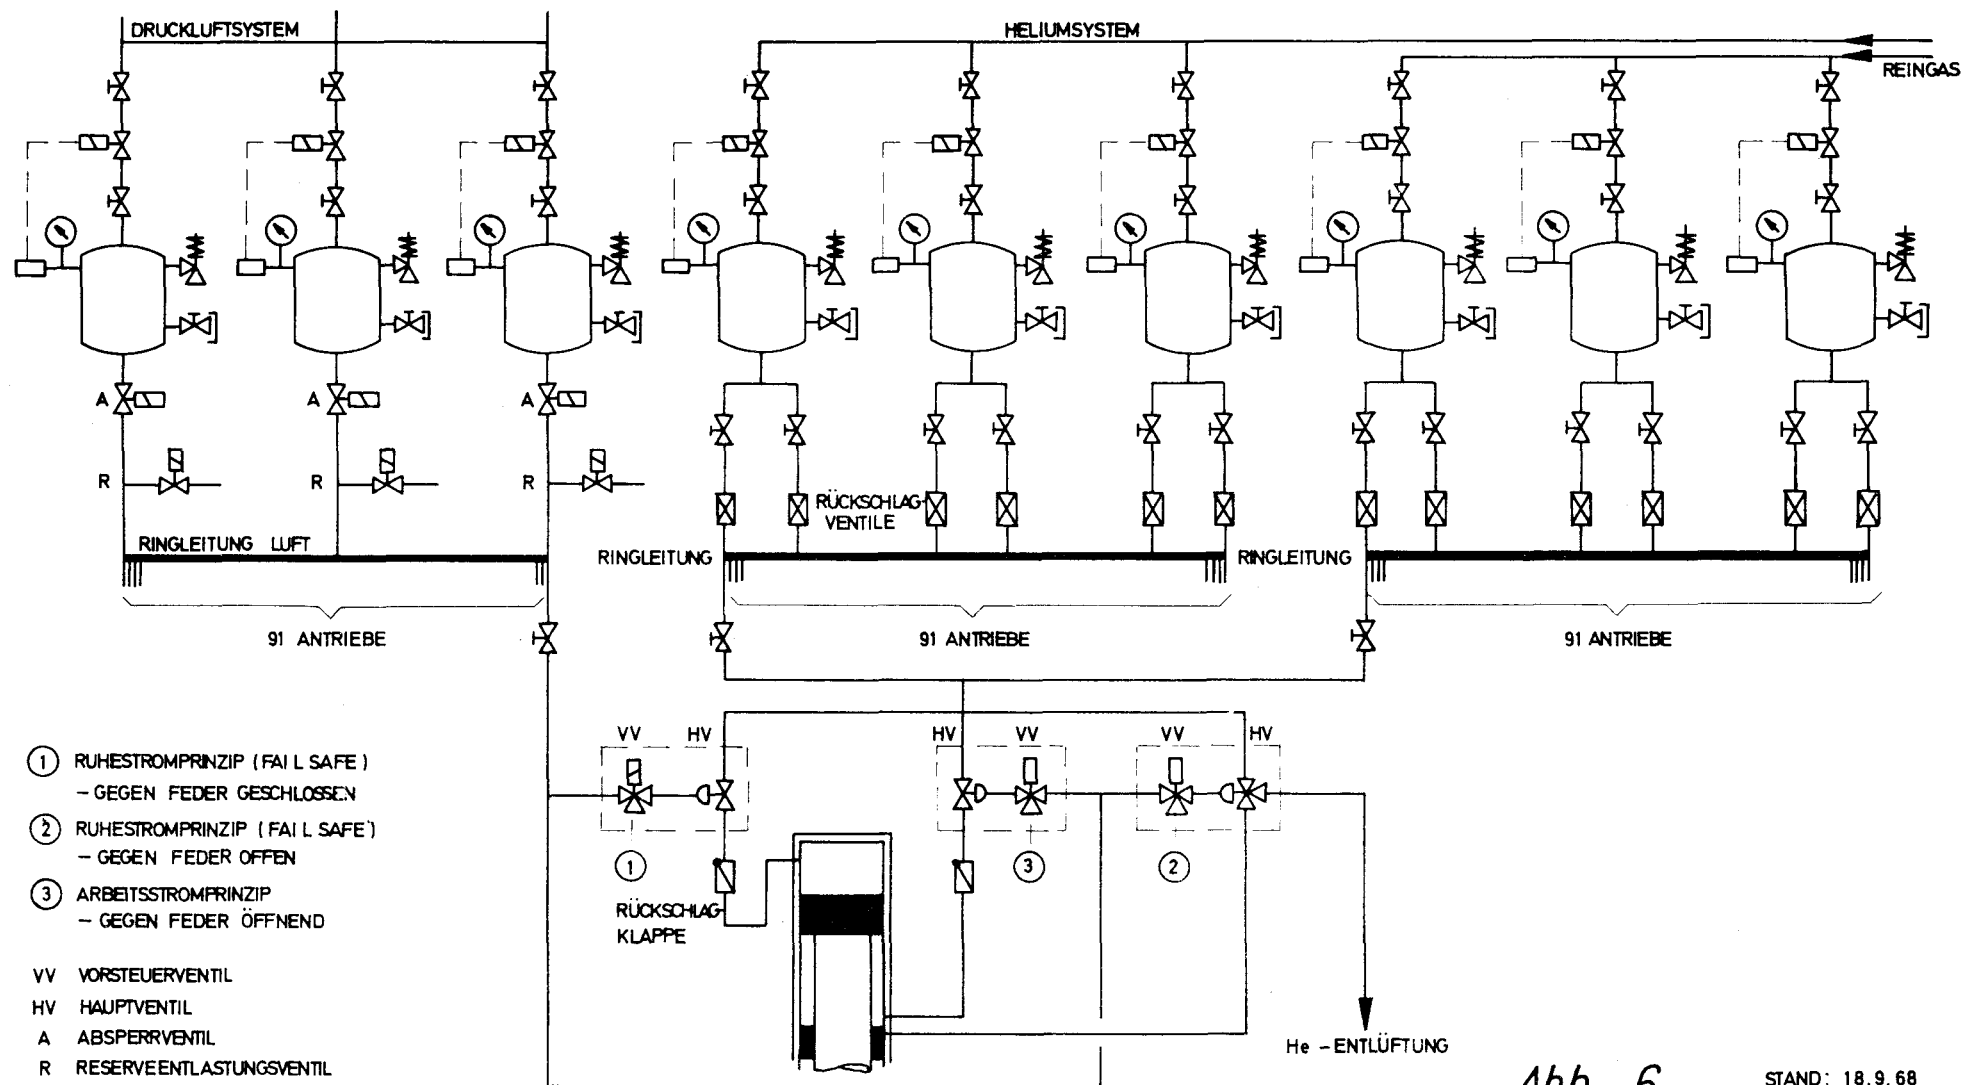 DRUCKLUFTSYSTEM
HELIUMSYSTEM
REINGAS
A
A
A
R
R
R
RÜCKSCHLAG-
VENTILE
RINGLEITUNG LUFT
RINGLEITUNG
RINGLEITUNG
91 ANTRIEBE
91 ANTRIEBE
91 ANTRIEBE
VV HV
HV VV
VV HV
1
3
2
RÜCKSCHLAG-
KLAPPE
He - ENTLÜFTUNG
1 RUHESTROMPRINZIP (FAIL SAFE)
- GEGEN FEDER GESCHLOSSEN
2 RUHESTROMPRINZIP (FAIL SAFE)
- GEGEN FEDER OFFEN
3 ARBEITSSTROMPRINZIP
- GEGEN FEDER ÖFFNEND
VV VORSTEUERVENTIL
HV HAUPTVENTIL
A ABSPERRVENTIL
R RESERVEENTLASTUNGSVENTIL
Abb. 6
STAND: 18.9.68